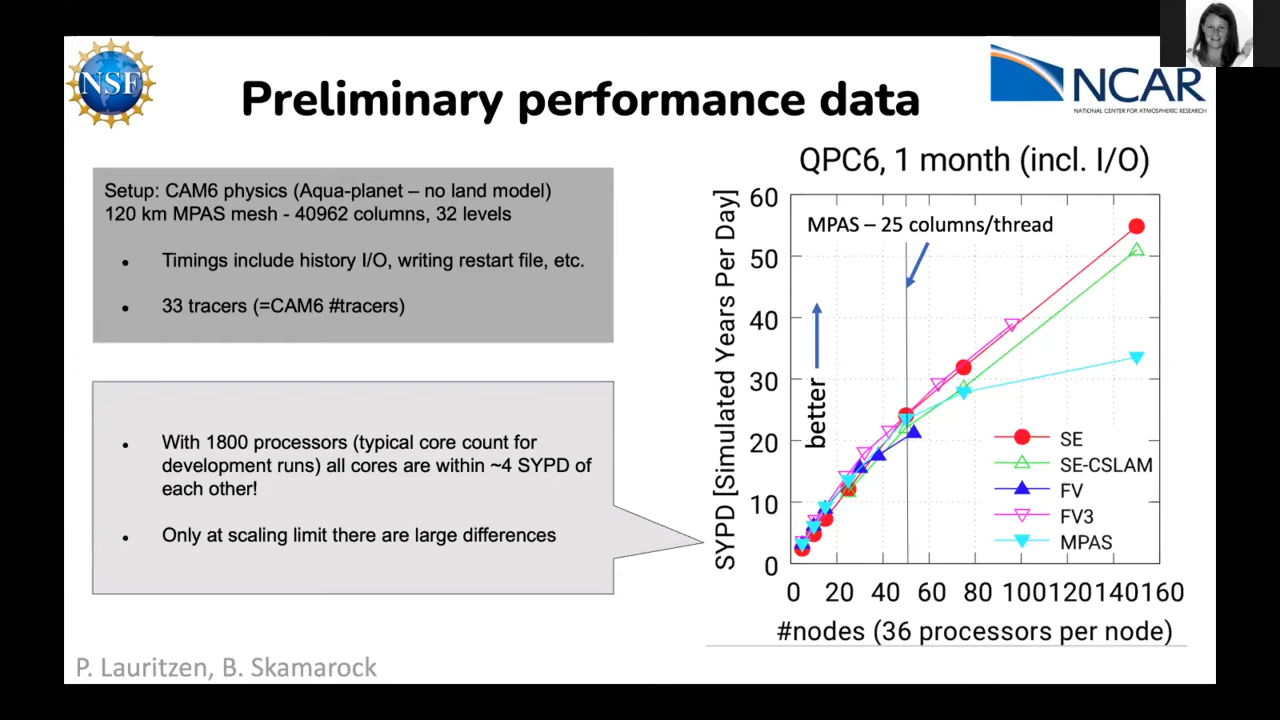 NSF
Preliminary performance data
NCAR
NATIONAL CENTER FOR ATMOSPHERIC RESEARCH
Setup: CAM6 physics (Aqua-planet – no land model)
120 km MPAS mesh - 40962 columns, 32 levels
• Timings include history I/O, writing restart file, etc.
• 33 tracers (=CAM6 #tracers)
• With 1800 processors (typical core count for
development runs) all cores are within ~4 SYPD of
each other!
• Only at scaling limit there are large differences
P. Lauritzen, B. Skamarock
QPC6, 1 month (incl. I/O)
SYPD [Simulated Years Per Day]
60
50
40
30
20
10
0
MPAS – 25 columns/thread
better
SE
SE-CSLAM
FV
FV3
MPAS
0 20 40 60 80 100 120 140 160
#nodes (36 processors per node)